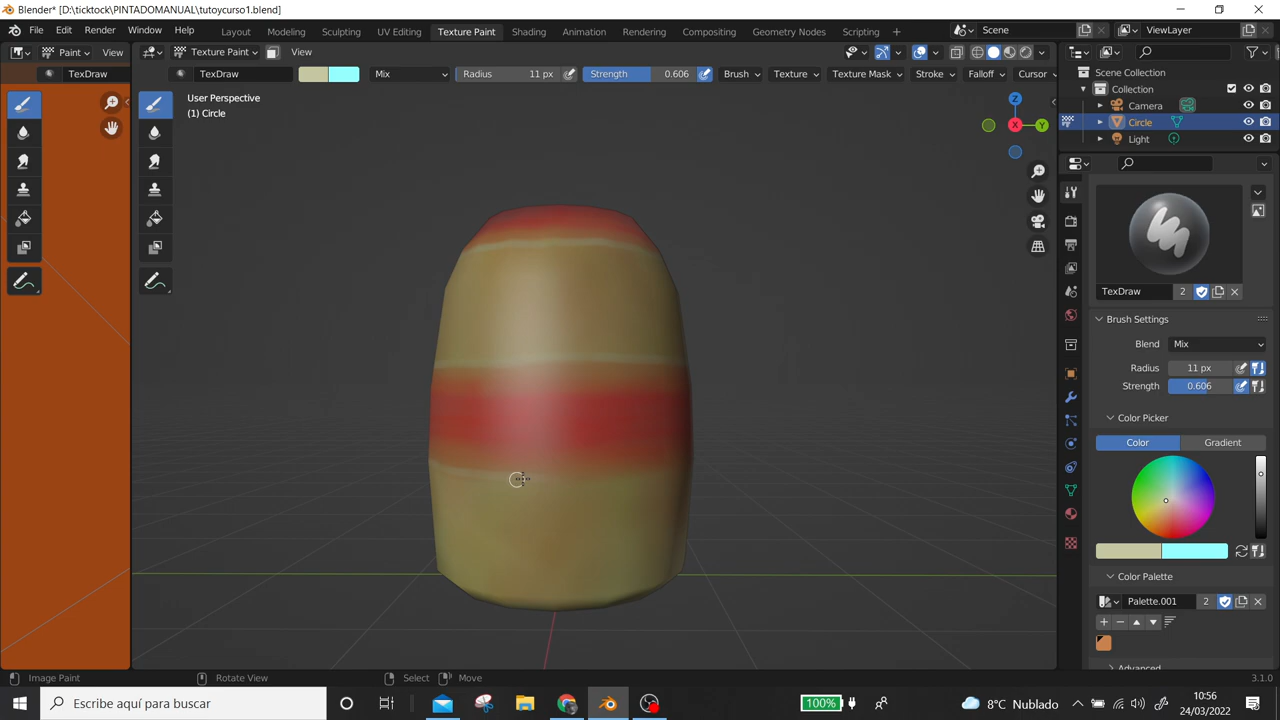 Blender* [D:\ticktock\PINTADOMANUAL\tutoycurso1.blend]
File Edit Render Window Help Layout Modeling Sculpting UV Editing Texture Paint Shading Animation Rendering Compositing Geometry Nodes Scripting + Scene ViewLayer
Paint View Texture Paint View
TexDraw TexDraw Mix Radius 11 px Strength 0.606 Brush Texture Texture Mask Stroke Falloff Cursor
User Perspective
(1) Circle
Z
X
Y
Scene Collection
Collection
Camera
Circle
Light
TexDraw 2
Brush Settings
Blend Mix
Radius 11 px
Strength 0.606
Color Picker
Color Gradient
Color Palette
Palette.001 2
Advanced
Image Paint Rotate View Select Move 3.1.0
Escribe aquí para buscar
100%
8°C Nublado
10:56
24/03/2022